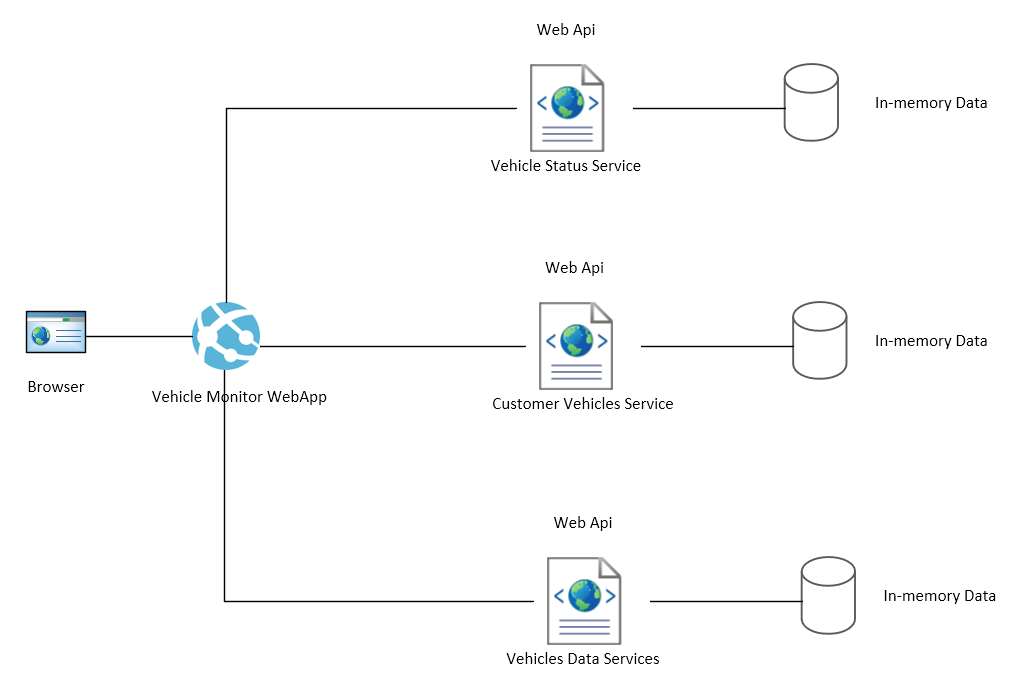 Web Api
In-memory Data
Vehicle Status Service
Web Api
In-memory Data
Browser
Vehicle Monitor WebApp
Customer Vehicles Service
Web Api
In-memory Data
Vehicles Data Services